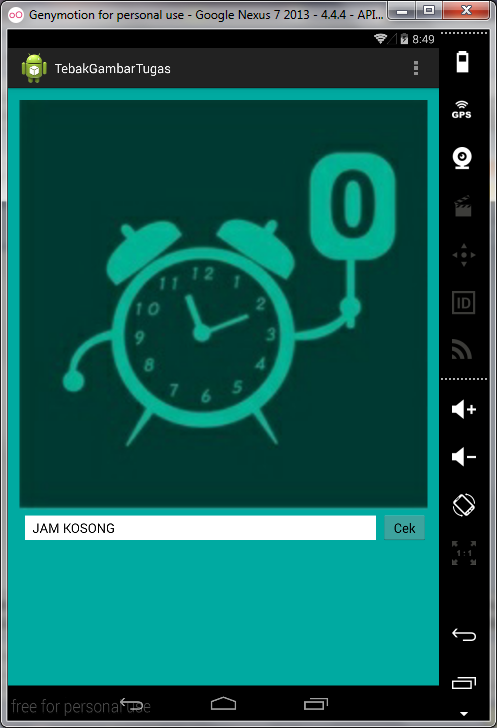 Genymotion for personal use - Google Nexus 7 2013 - 4.4.4 - API...
8:49
TebakGambarTugas
GPS
ID
0
12
11
1
10
2
9
3
8
4
7
5
6
JAM KOSONG
Cek
1:1
free for personal use